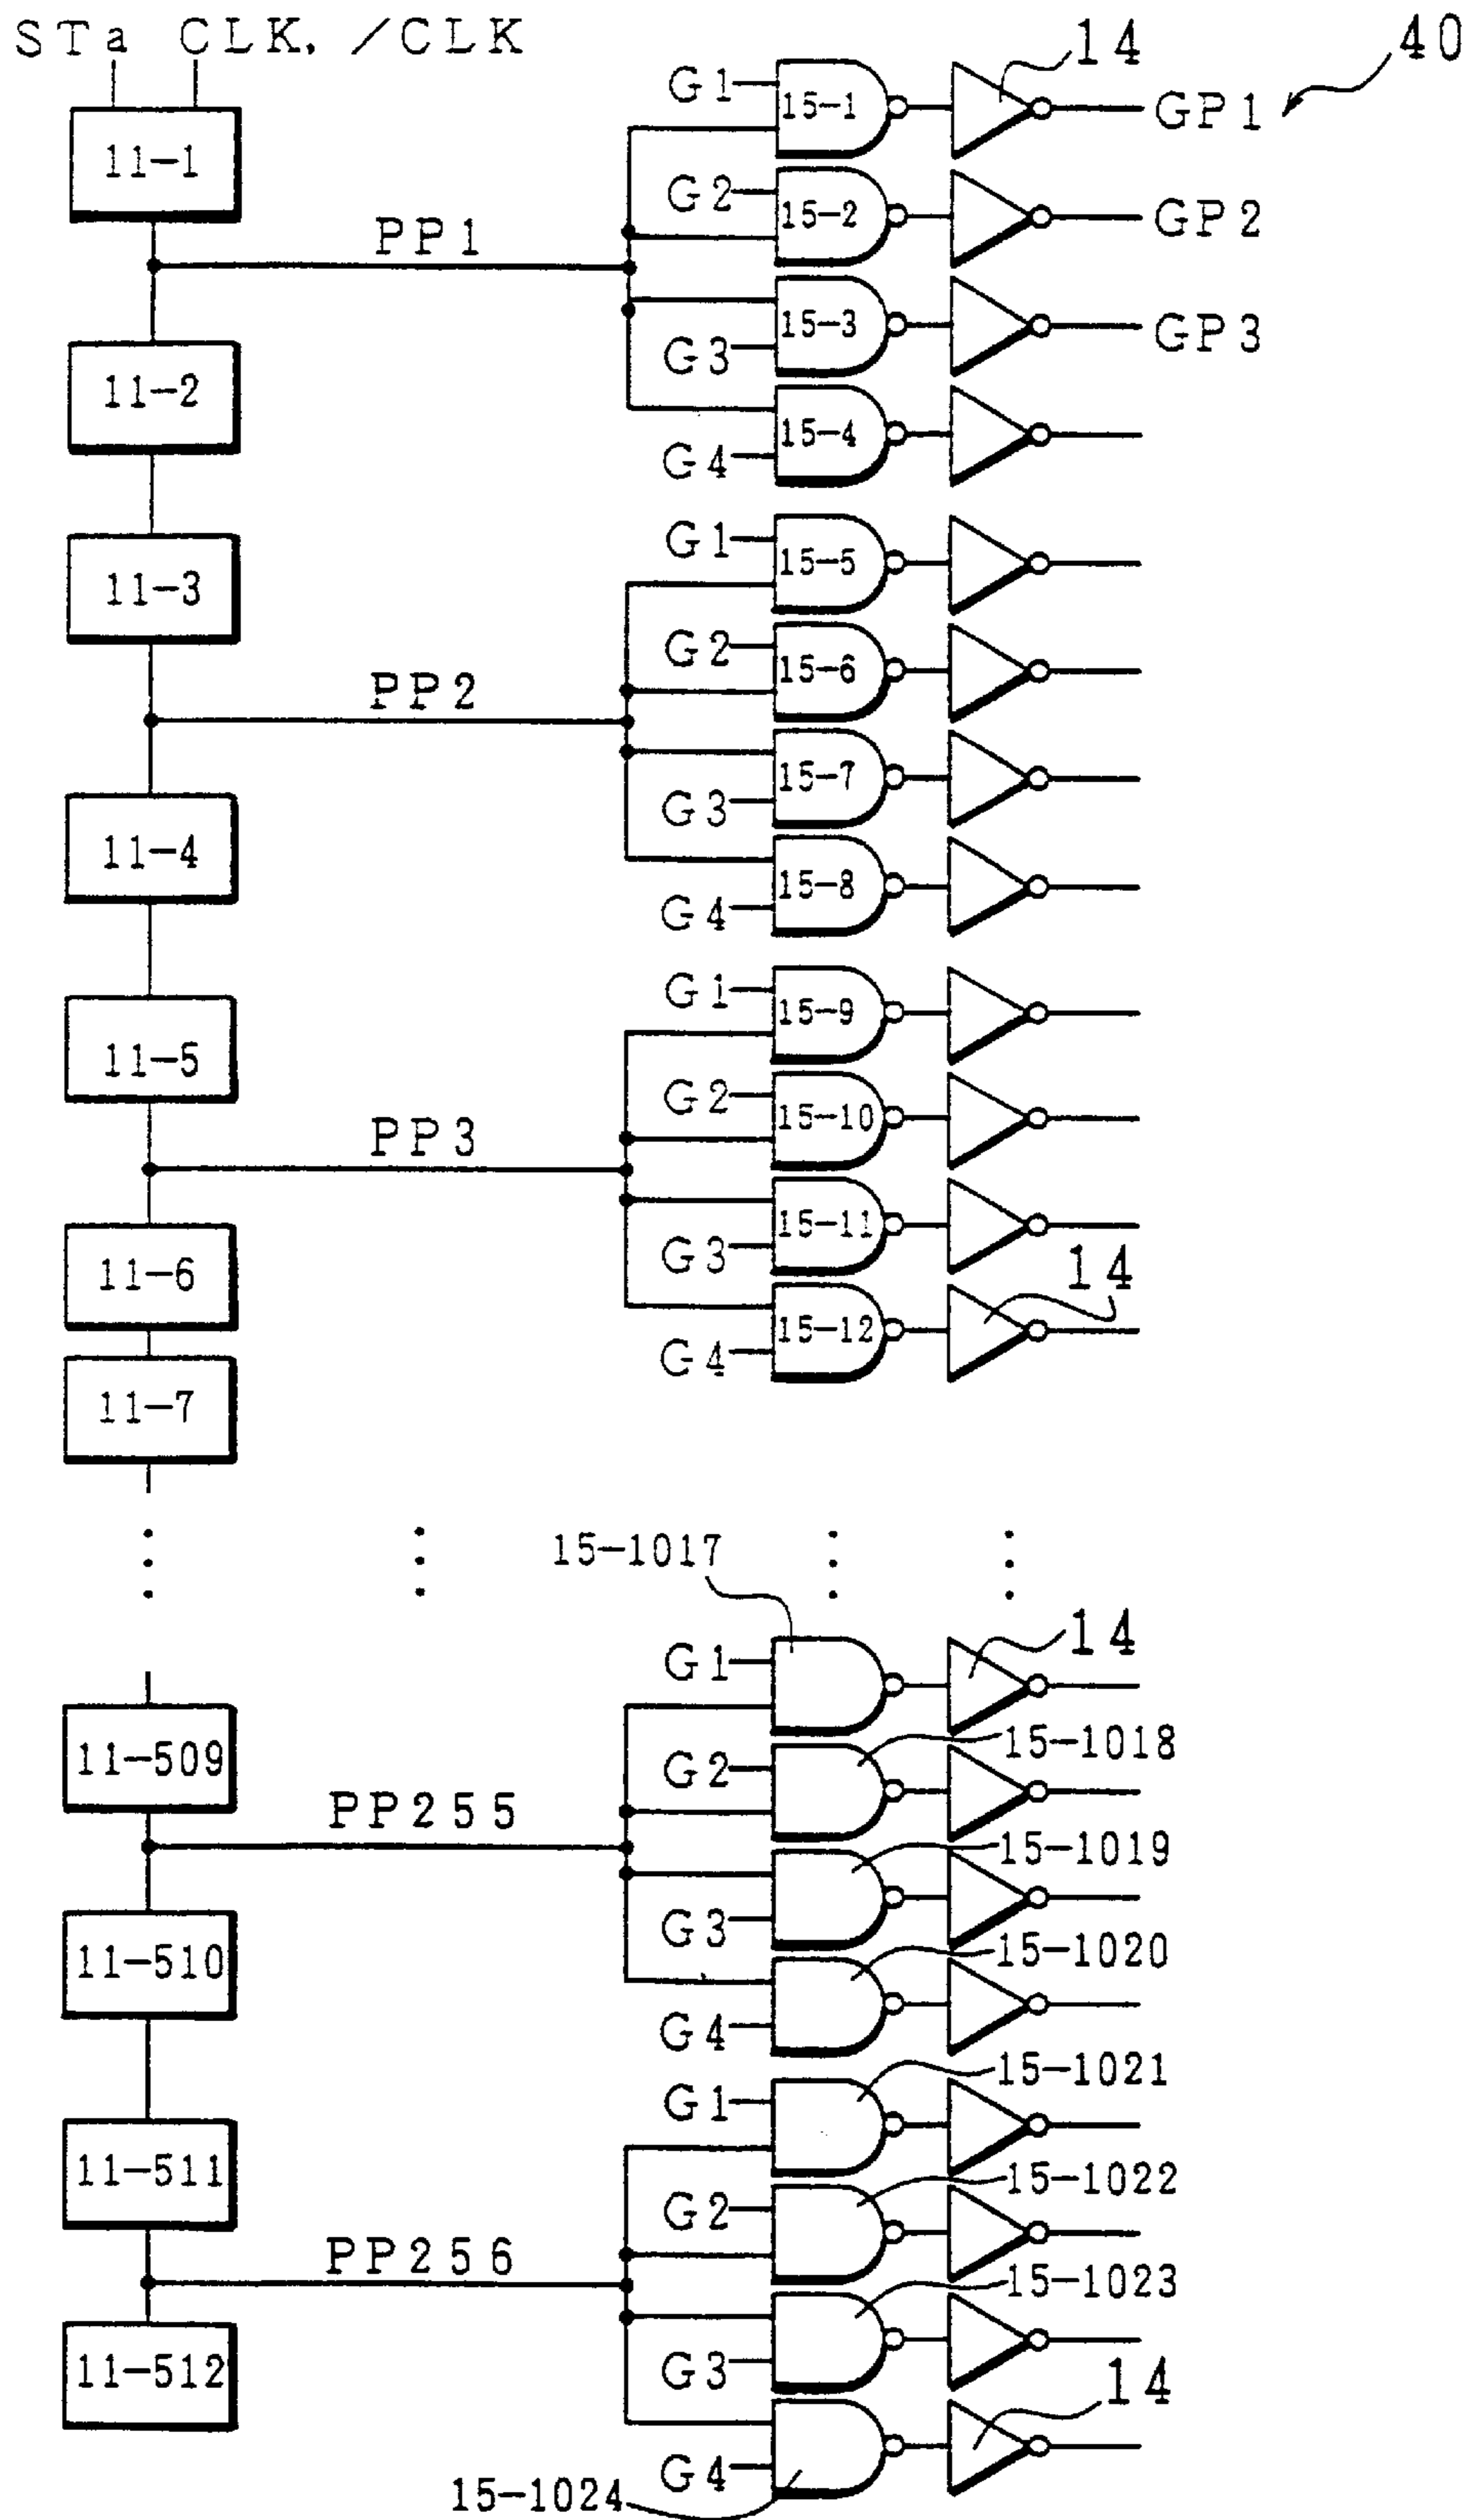 STa CLK, /CLK
14
40
G1
15-1
GP1
11-1
G2
15-2
GP2
PP1
15-3
GP3
G3
11-2
15-4
G4
G1
15-5
11-3
G2
15-6
PP2
15-7
G3
11-4
15-8
G4
G1
15-9
11-5
G2
15-10
PP3
15-11
G3
14
11-6
15-12
G4
11-7
15-1017
14
G1
15-1018
11-509
G2
PP255
15-1019
G3
15-1020
11-510
G4
15-1021
G1
11-511
15-1022
G2
PP256
15-1023
G3
11-512
14
G4
15-1024